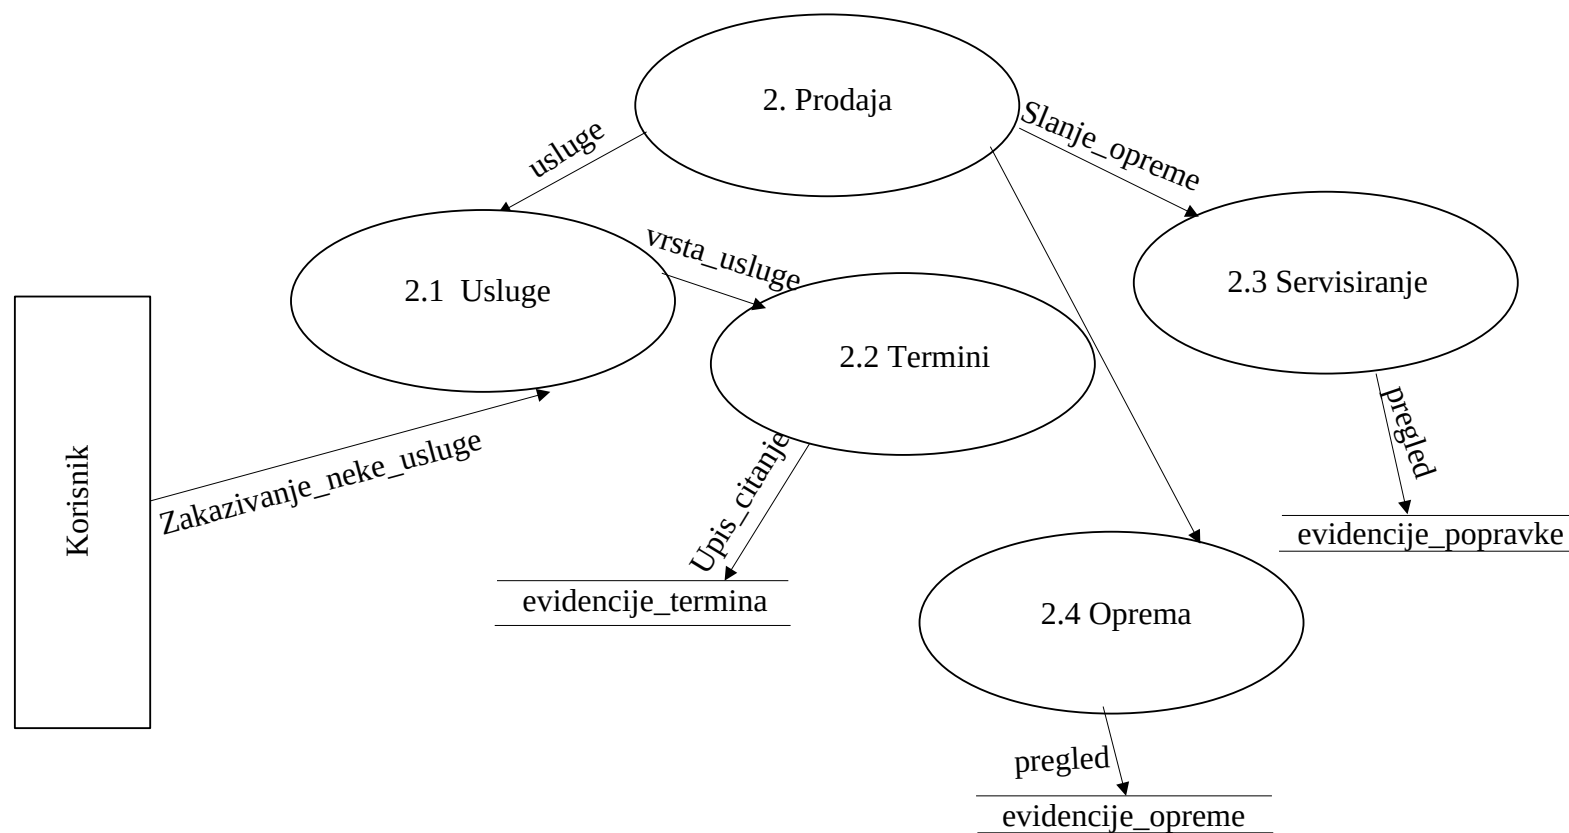 2. Prodaja
usluge
Slanje_opreme
vrsta_usluge
2.1 Usluge
2.3 Servisiranje
2.2 Termini
Korisnik
Zakazivanje_neke_usluge
Upis_citanje
pregled
evidencije_popravke
evidencije_termina
2.4 Oprema
pregled
evidencije_opreme